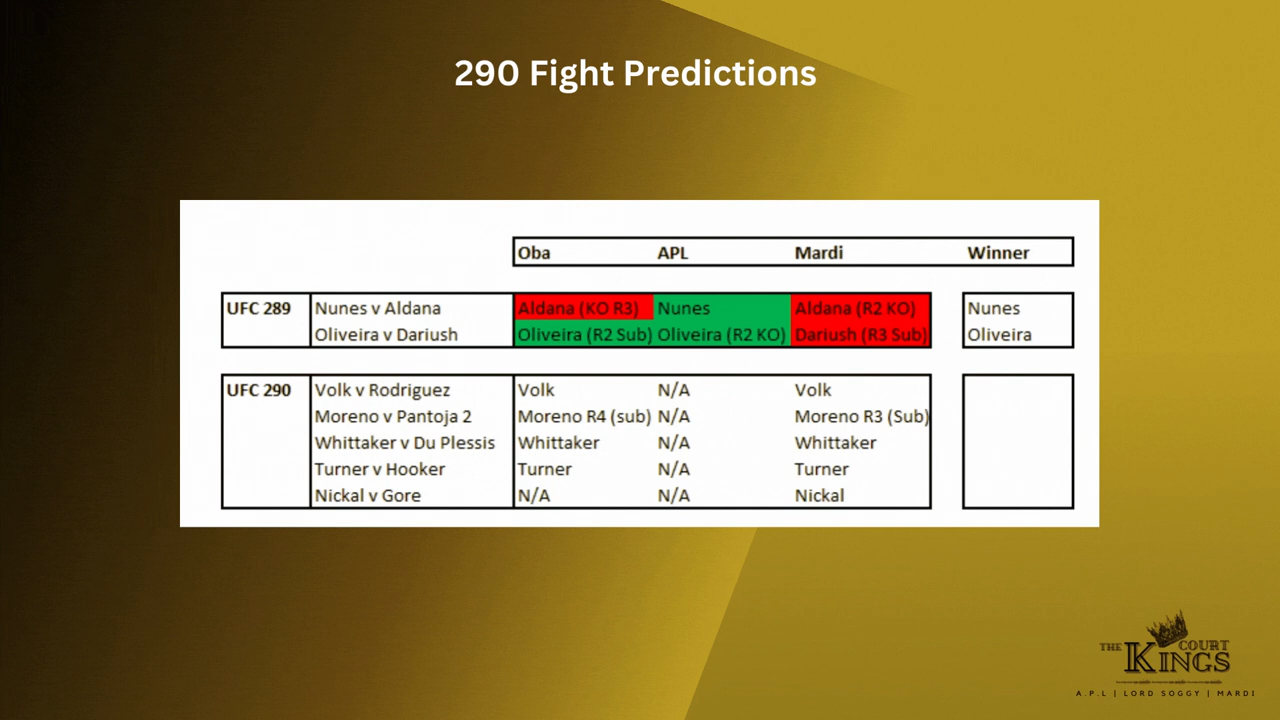 290 Fight Predictions
Oba APL Mardi Winner
UFC 289 Nunes v Aldana Aldana (KO R3) Nunes Aldana (R2 KO) Nunes
Oliveira v Dariush Oliveira (R2 Sub) Oliveira (R2 KO) Dariush (R3 Sub) Oliveira
UFC 290 Volk v Rodriguez Volk N/A Volk
Moreno v Pantoja 2 Moreno R4 (sub) N/A Moreno R3 (Sub)
Whittaker v Du Plessis Whittaker N/A Whittaker
Turner v Hooker Turner N/A Turner
Nickal v Gore N/A N/A Nickal
THE COURT
KINGS
A.P.L | LORD SOGGY | MARDI